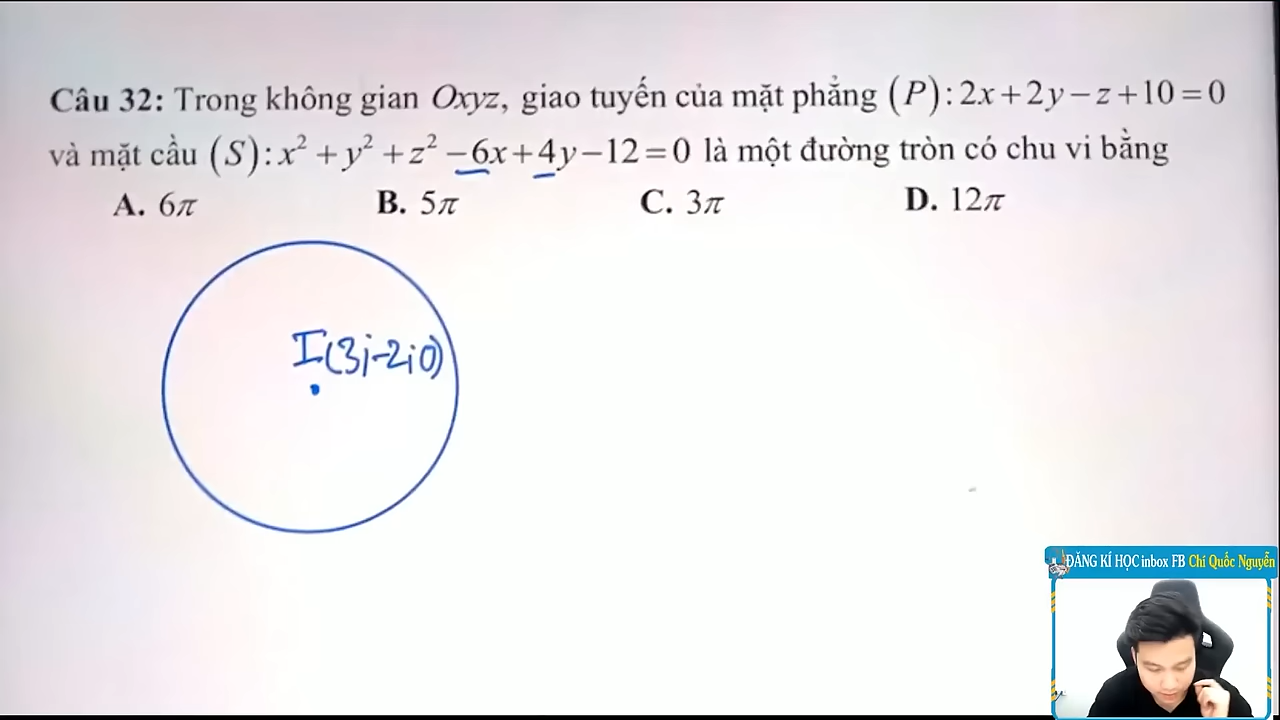 Câu 32: Trong không gian Oxyz, giao tuyến của mặt phẳng (P): 2x+2y−z+10=0
và mặt cầu (S): x² + y² + z² −6x+4y−12=0 là một đường tròn có chu vi bằng
A. 6π B. 5π C. 3π D. 12π
I(3;-2;0)
ĐĂNG KÍ HỌC inbox FB Chí Quốc Nguyễn